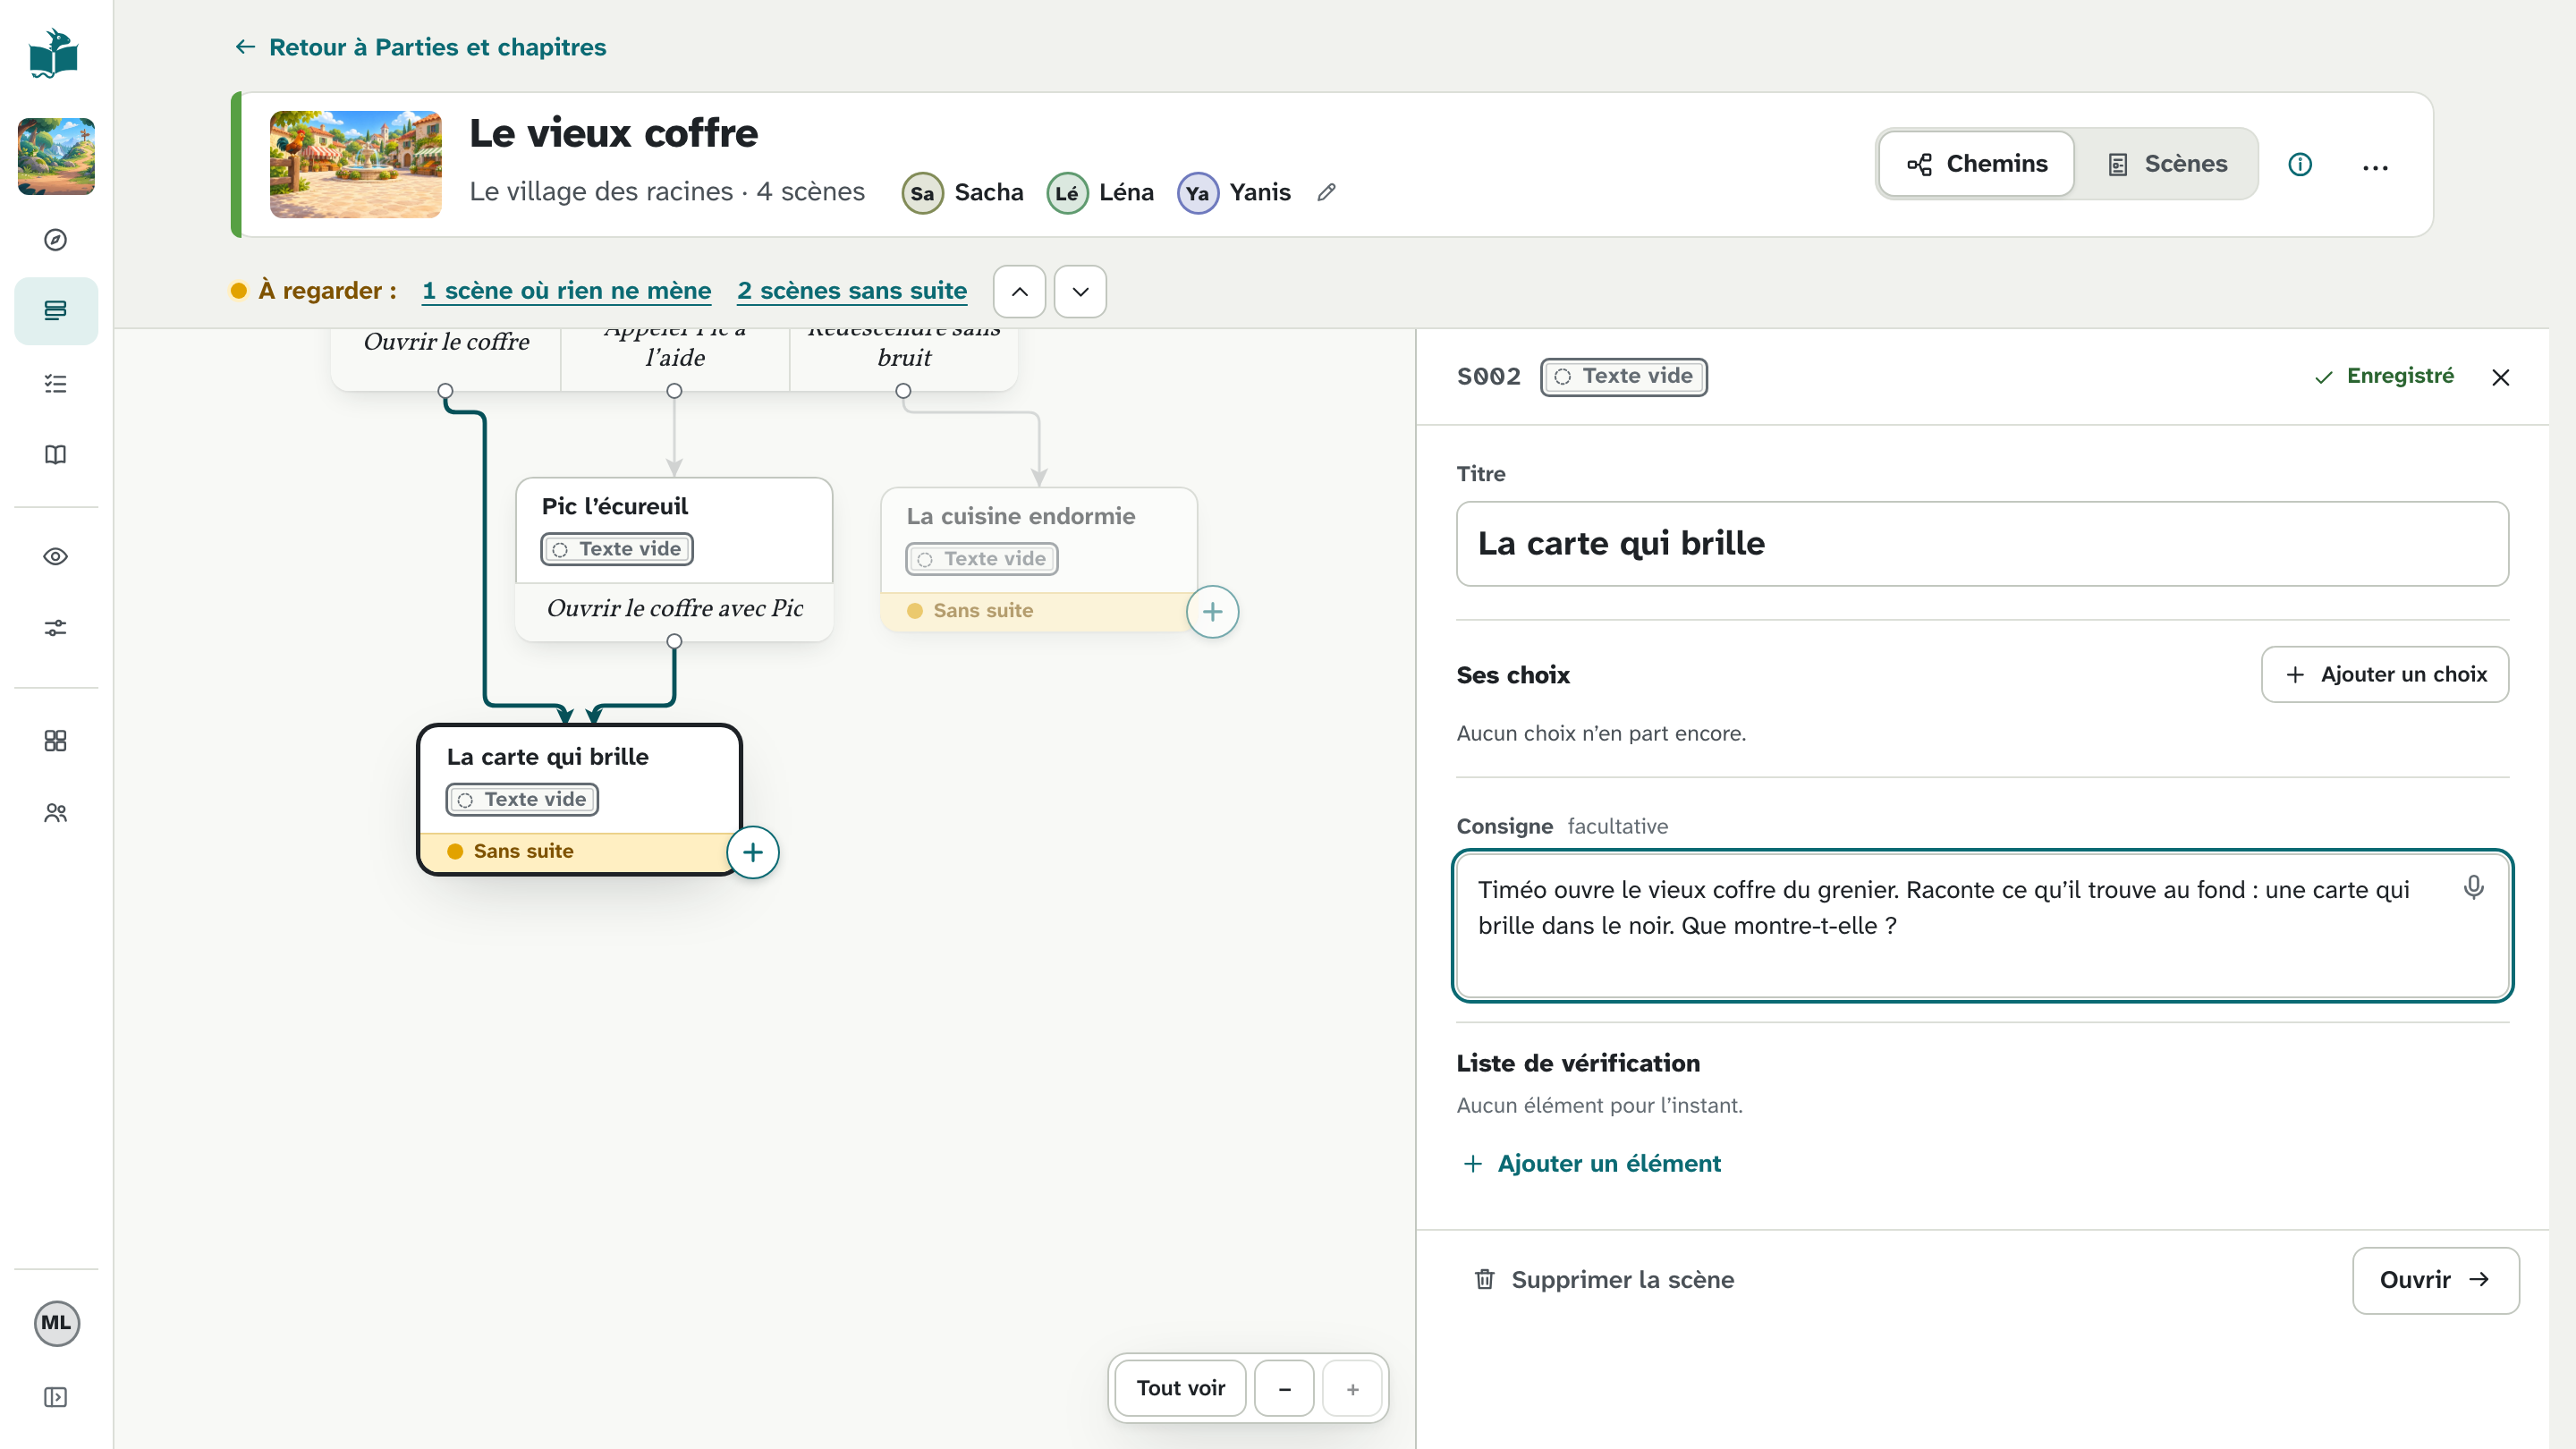 Retour à Parties et chapitres
Le vieux coffre
Le village des racines · 4 scènes
Sa Sacha Lé Léna Ya Yanis
Chemins Scènes
À regarder : 1 scène où rien ne mène 2 scènes sans suite
Ouvrir le coffre
Appeler Pic à
l’aide
Redescendre sans
bruit
Pic l’écureuil
Texte vide
Ouvrir le coffre avec Pic
La cuisine endormie
Texte vide
Sans suite
La carte qui brille
Texte vide
Sans suite
Tout voir
S002 Texte vide
Enregistré
Titre
La carte qui brille
Ses choix
Ajouter un choix
Aucun choix n’en part encore.
Consigne facultative
Timéo ouvre le vieux coffre du grenier. Raconte ce qu’il trouve au fond : une carte qui
brille dans le noir. Que montre-t-elle ?
Liste de vérification
Aucun élément pour l’instant.
Ajouter un élément
Supprimer la scène
Ouvrir
ML